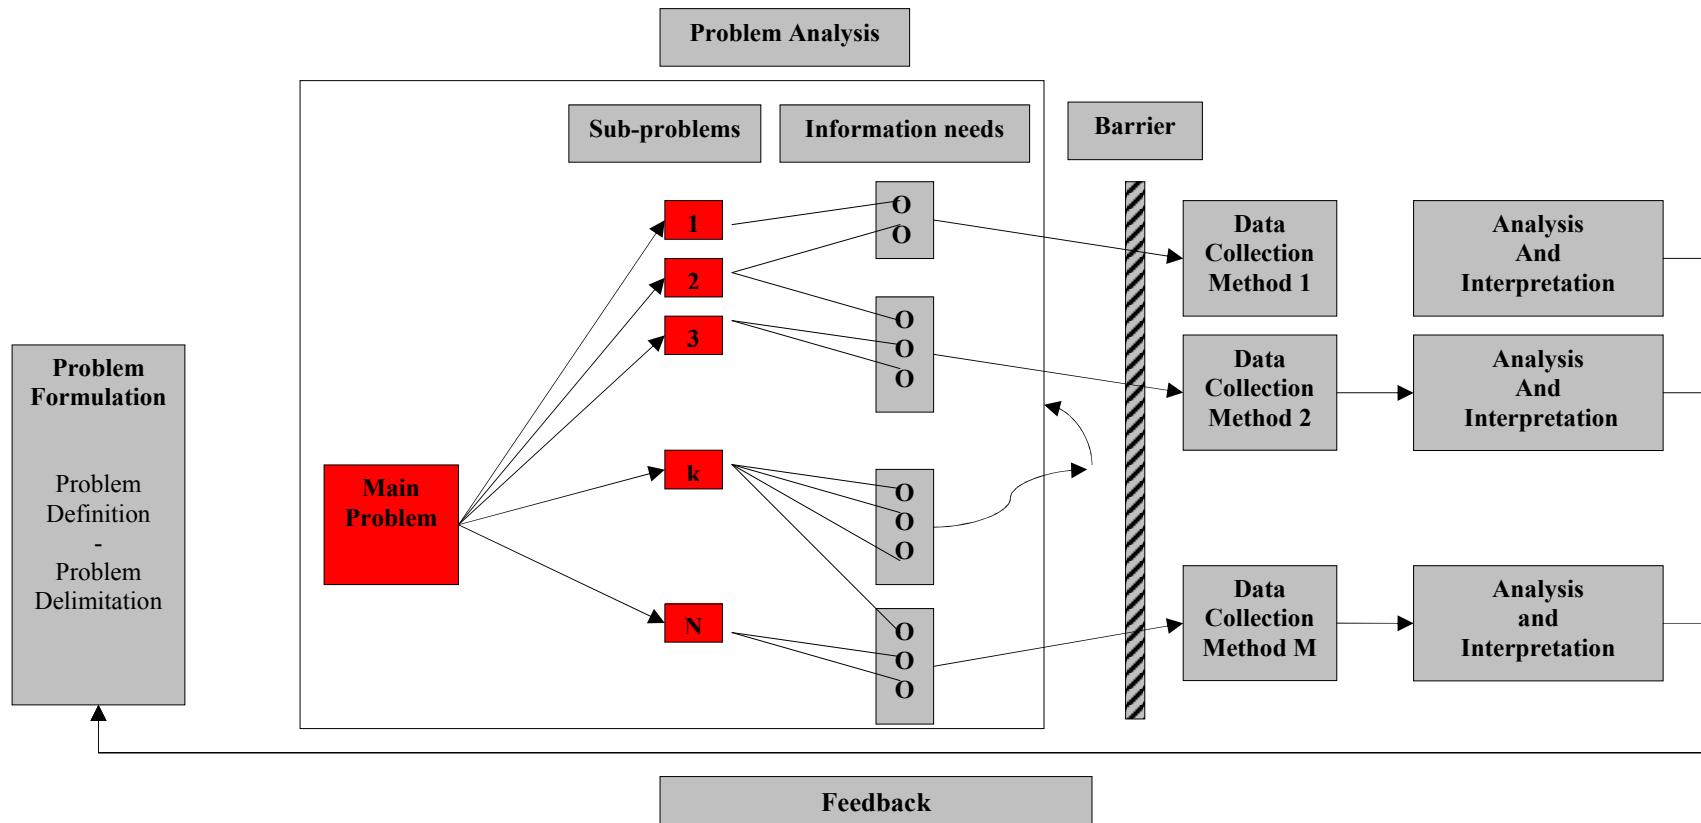 Problem Analysis
Sub-problems
Information needs
Barrier
1
2
3
k
N
O
O
O
O
O
O
O
O
O
O
O
Data
Collection
Method 1
Analysis
And
Interpretation
Data
Collection
Method 2
Analysis
And
Interpretation
Data
Collection
Method M
Analysis
and
Interpretation
Problem
Formulation
Problem
Definition
-
Problem
Delimitation
Main
Problem
Feedback